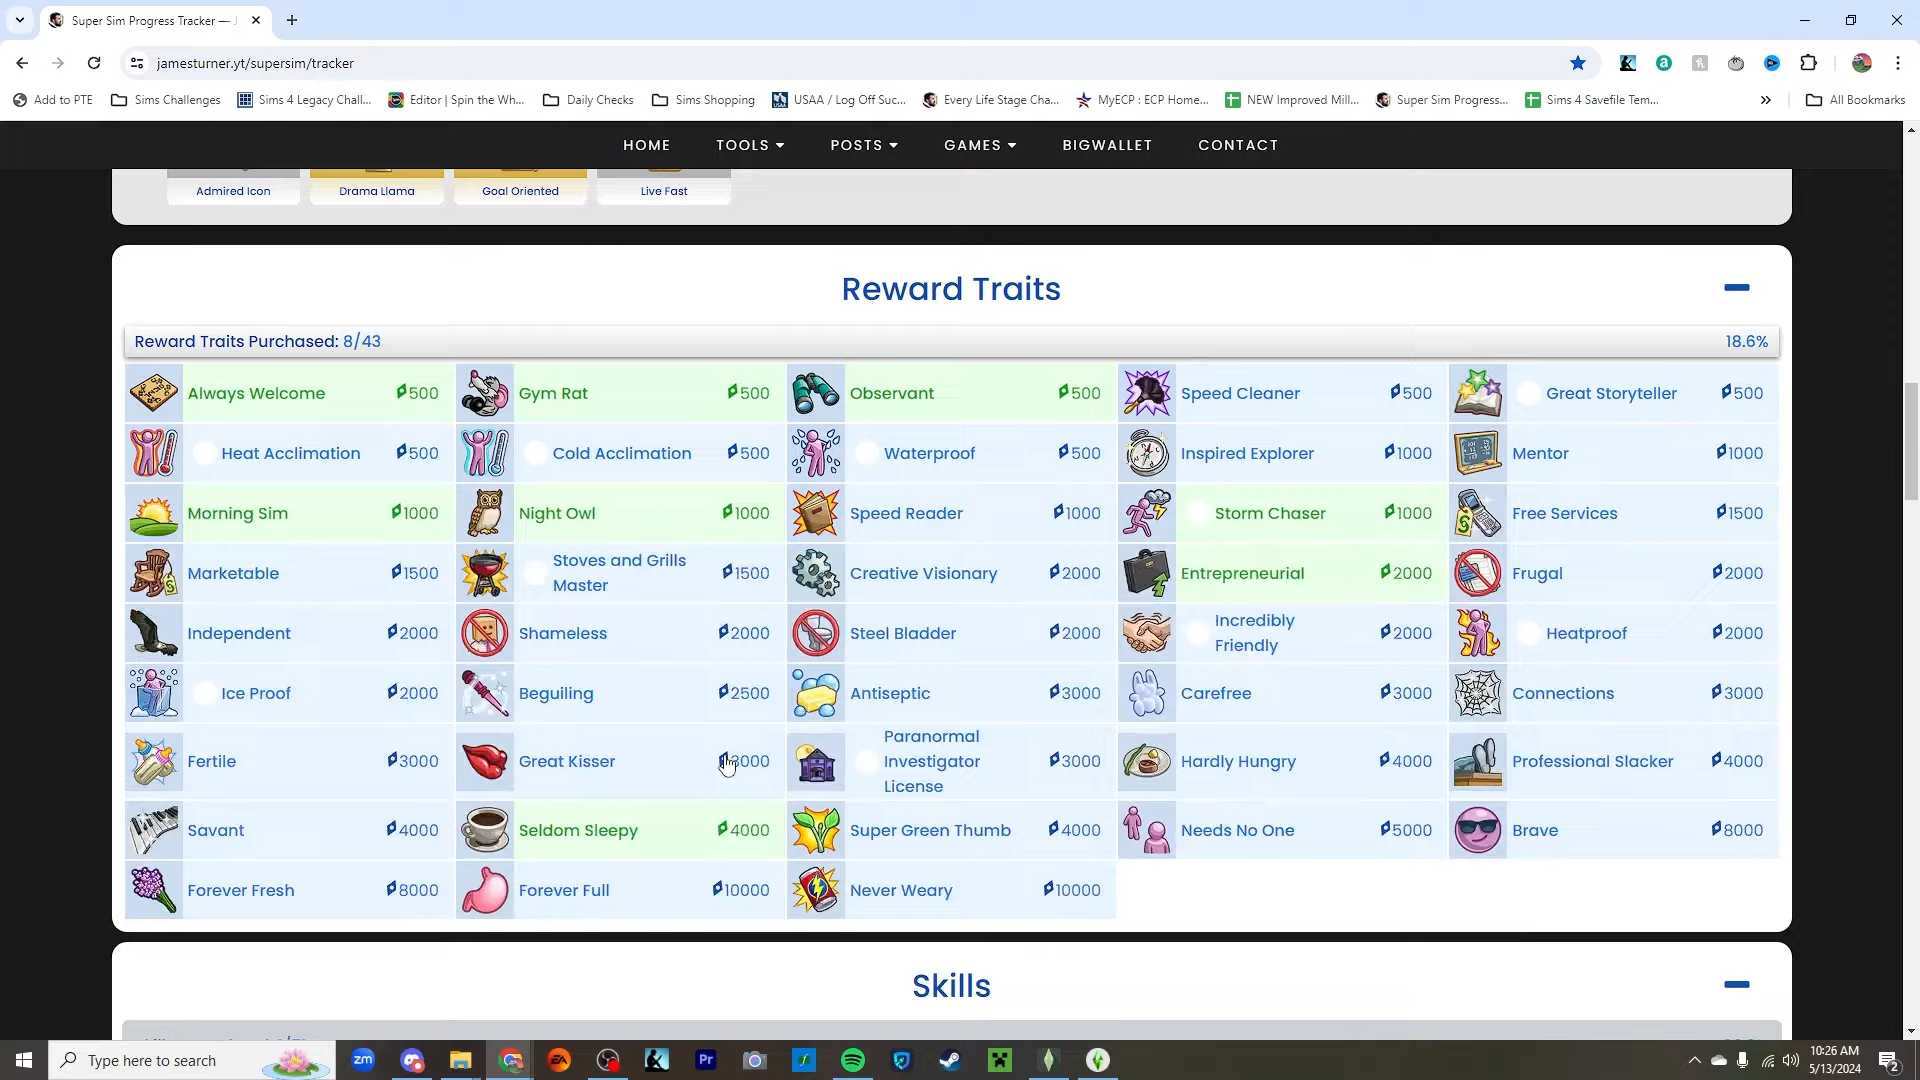 Super Sim Progress Tracker — J
jamesturner.yt/supersim/tracker
Add to PTE
Sims Challenges
Sims 4 Legacy Chall...
Editor | Spin the Wh...
Daily Checks
Sims Shopping
USAA / Log Off Suc...
Every Life Stage Cha...
MyECP : ECP Home...
NEW Improved Mill...
Super Sim Progress...
Sims 4 Savefile Tem...
»
All Bookmarks
HOME
TOOLS
POSTS
GAMES
BIGWALLET
CONTACT
Admired Icon
Drama Llama
Goal Oriented
Live Fast
Reward Traits
Reward Traits Purchased: 8/43
18.6%
Always Welcome 500
Gym Rat 500
Observant 500
Speed Cleaner 500
Great Storyteller 500
Heat Acclimation 500
Cold Acclimation 500
Waterproof 500
Inspired Explorer 1000
Mentor 1000
Morning Sim 1000
Night Owl 1000
Speed Reader 1000
Storm Chaser 1000
Free Services 1500
Marketable 1500
Stoves and Grills
Master 1500
Creative Visionary 2000
Entrepreneurial 2000
Frugal 2000
Independent 2000
Shameless 2000
Steel Bladder 2000
Incredibly
Friendly 2000
Heatproof 2000
Ice Proof 2000
Beguiling 2500
Antiseptic 3000
Carefree 3000
Connections 3000
Fertile 3000
Great Kisser 3000
Paranormal
Investigator
License 3000
Hardly Hungry 4000
Professional Slacker 4000
Savant 4000
Seldom Sleepy 4000
Super Green Thumb 4000
Needs No One 5000
Brave 8000
Forever Fresh 8000
Forever Full 10000
Never Weary 10000
Skills
Type here to search
zm
EA
Pr
10:26 AM
5/13/2024
2